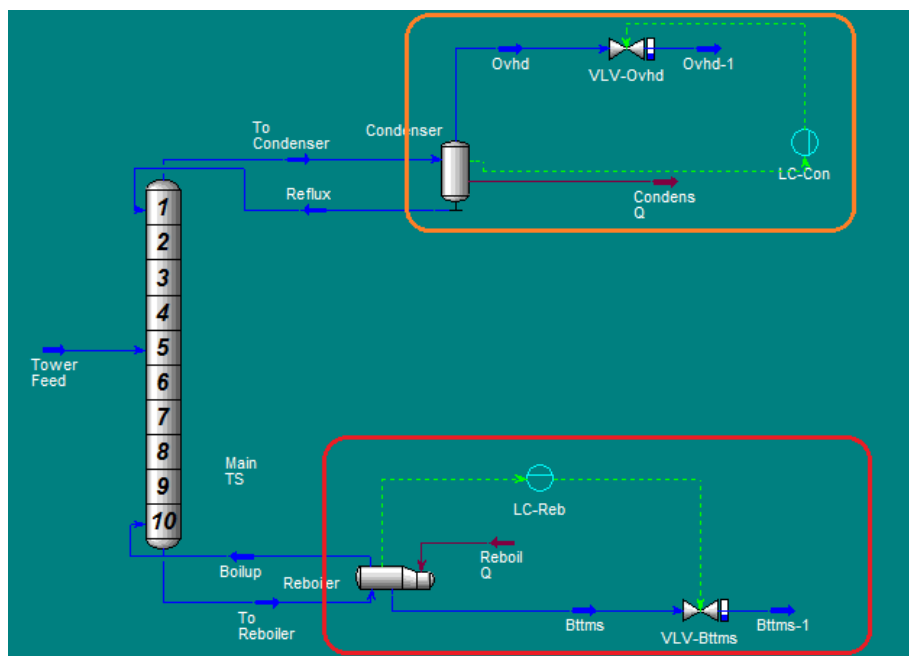 Ovhd
VLV-Ovhd
Ovhd-1
To
Condenser
Condenser
LC-Con
Reflux
Condens
Q
1
2
3
4
5
6
7
8
9
10
Tower
Feed
Main
TS
LC-Reb
Boilup
Reboiler
Reboil
Q
To
Reboiler
Bttms
VLV-Bttms
Bttms-1